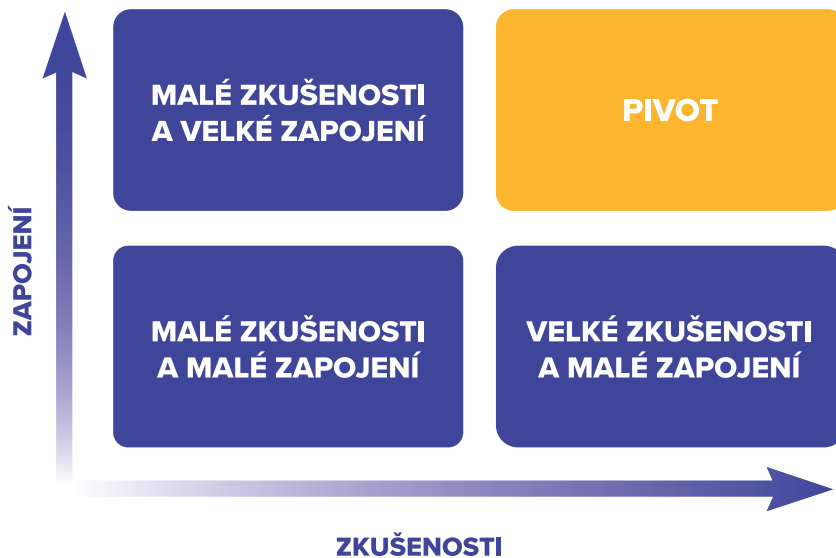 MALÉ ZKUŠENOSTI
A VELKÉ ZAPOJENÍ
PIVOT
ZAPOJENÍ
MALÉ ZKUŠENOSTI
A MALÉ ZAPOJENÍ
VELKÉ ZKUŠENOSTI
A MALÉ ZAPOJENÍ
ZKUŠENOSTI